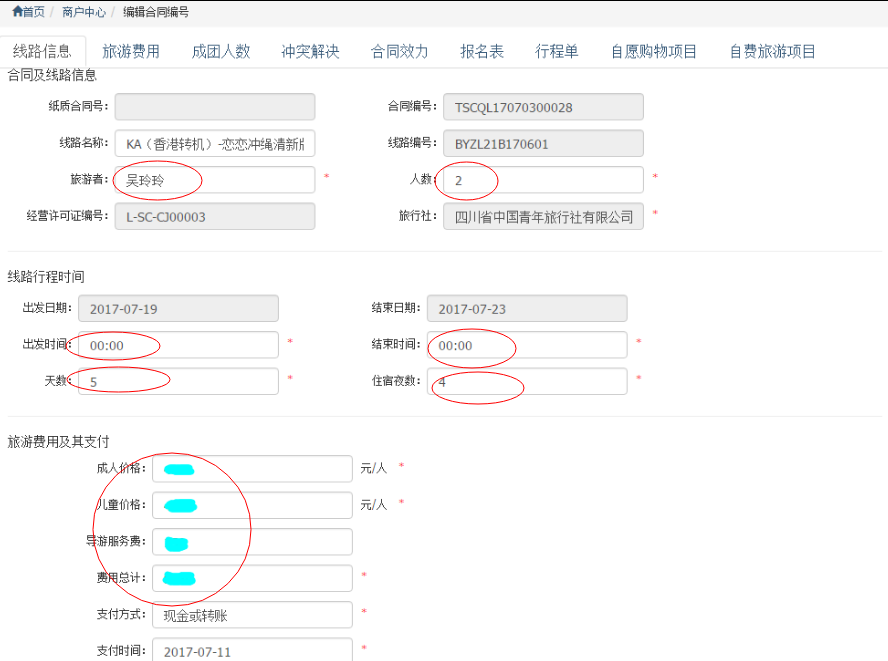 首页 / 商户中心 / 编辑合同编号
线路信息 旅游费用 成团人数 冲突解决 合同效力 报名表 行程单 自愿购物项目 自费旅游项目
合同及线路信息
纸质合同号： 合同编号： TSCQL17070300028
线路名称： KA（香港转机）-恋恋冲绳清新 线路编号： BYZL21B170601
旅游者： 吴玲玲 * 人数： 2 *
经营许可证编号： L-SC-CJ00003 旅行社： 四川省中国青年旅行社有限公司 *
线路行程时间
出发日期： 2017-07-19 结束日期： 2017-07-23
出发时间： 00:00 * 结束时间： 00:00 *
天数： 5 * 住宿夜数： 4 *
旅游费用及其支付
成人价格： 元/人 *
儿童价格： 元/人 *
导游服务费：
费用总计： *
支付方式： 现金或转账 *
支付时间： 2017-07-11 *